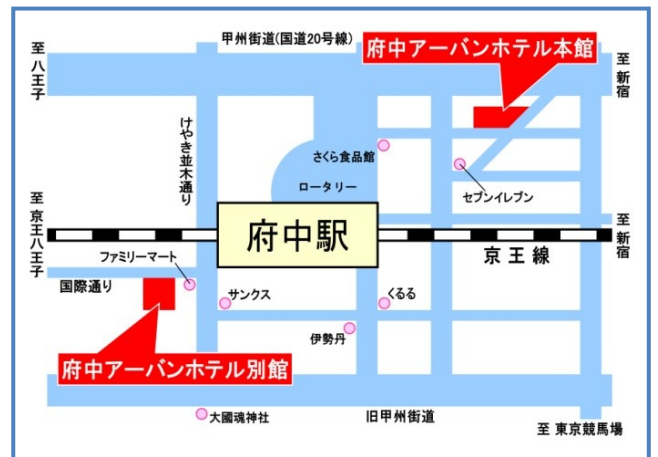 甲州街道(国道20号線)
府中アーバンホテル本館
至八王子
至新宿
けやき並木通り
さくら食品館
ロータリー
セブンイレブン
至京王八王子
府中駅
至新宿
京王線
ファミリーマート
国際通り
サンクス
くるる
伊勢丹
府中アーバンホテル別館
大國魂神社
旧甲州街道
至 東京競馬場